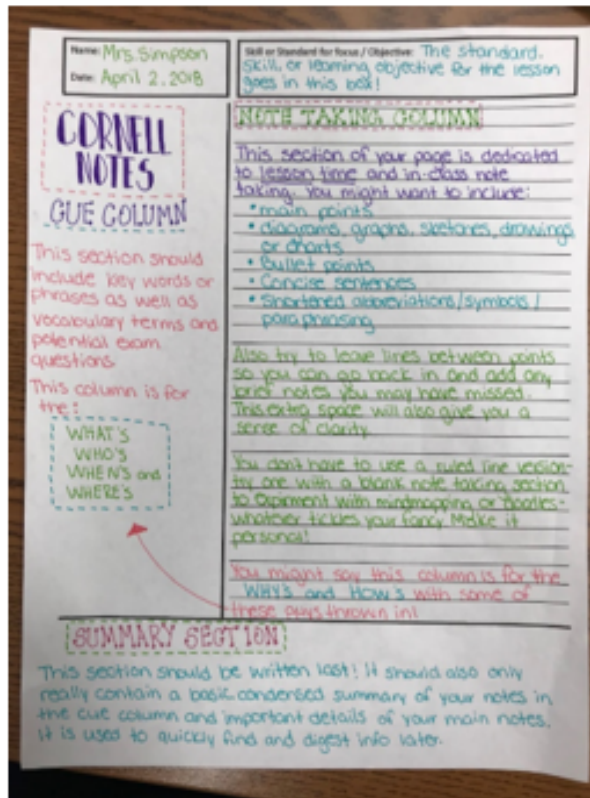 Name: Mrs. Simpson
Date: April 2, 2018
Skill or Standard for focus / Objective: The standard,
skill, or learning objective for the lesson
goes in this box!
CORNELL
NOTES
CUE COLUMN
This section should
include key words or
phrases as well as
vocabulary terms and
potential exam
questions.
This column is for
the:
WHAT'S
WHO'S
WHEN'S and
WHERE'S
NOTE TAKING COLUMN
This section of your page is dedicated
to lesson time and in-class note
taking. You might want to include:
• main points
• diagrams, graphs, sketches, drawings
or charts
• Bullet points
• Concise sentences
• Shortened abbreviations/symbols/
paraphrasing
Also try to leave lines between points
so you can go back in and add any
brief notes you may have missed.
This extra space will also give you a
sense of clarity.
You don't have to use a ruled line version-
try one with a blank note taking section
to expirment with mindmapping or doodles-
whatever tickles your fancy. Make it
personal!
You might say this column is for the
WHY'S and HOW'S with some of
these guys thrown in!
SUMMARY SECTION
This section should be written last! It should also only
really contain a basic condensed summary of your notes in
the cue column and important details of your main notes.
It is used to quickly find and digest info later.